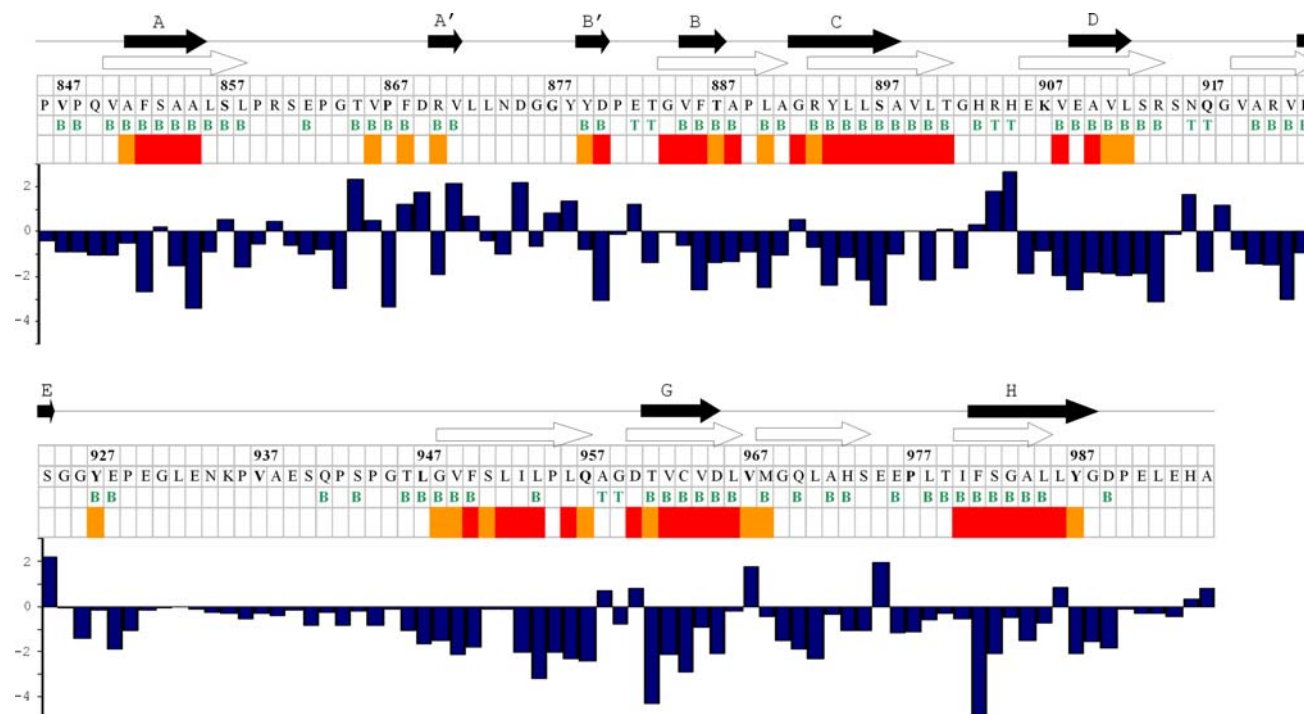 A A' B' B C D
847 857 867 877 887 897 907 917
P V P Q V A F S A A L S L P R S E P G T V P F D R V L L N D G G Y Y D P E T G V F T A P L A G R Y L L S A V L T G H R H E K V E A V L S R S N Q G V A R V
B B B B B B B B B B B B B B B B B B B B T T B B B B B B B B B B B B B B B B T T B B B B B B B T T B B B
2
0
-2
-4
E G H
927 937 947 957 967 977 987
S G G Y E P E G L E N K P V A E S Q P S P G T L G V F S L I L P L Q A G D T V C V D L V M G Q L A H S E E P L T I F S G A L L Y G D P E L E H A
B B B B B B B B B B T T B B B B B B B B B B B B B B B B B B B B
2
0
-2
-4